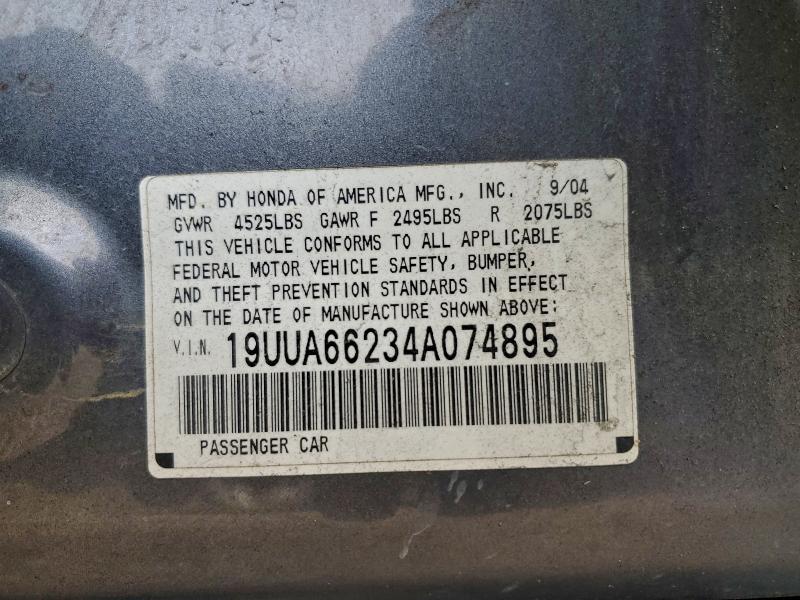 MFD. BY HONDA OF AMERICA MFG., INC. 9/04
GVWR 4525LBS GAWR F 2495LBS R 2075LBS
THIS VEHICLE CONFORMS TO ALL APPLICABLE
FEDERAL MOTOR VEHICLE SAFETY, BUMPER,
AND THEFT PREVENTION STANDARDS IN EFFECT
ON THE DATE OF MANUFACTURE SHOWN ABOVE:
V.I.N. 19UUA66234A074895
PASSENGER CAR